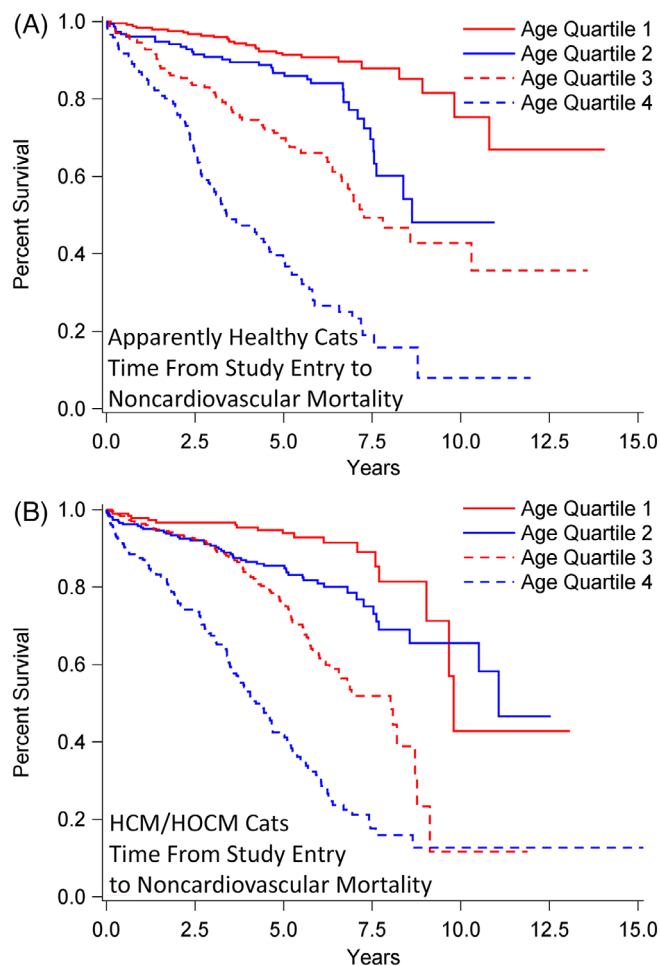 (A)
Age Quartile 1
Age Quartile 2
Age Quartile 3
Age Quartile 4
Percent Survival
1.0
0.8
0.6
0.4
0.2
0.0
Apparently Healthy Cats
Time From Study Entry to
Noncardiovascular Mortality
0.0 2.5 5.0 7.5 10.0 12.5 15.0
Years
(B)
Age Quartile 1
Age Quartile 2
Age Quartile 3
Age Quartile 4
Percent Survival
1.0
0.8
0.6
0.4
0.2
0.0
HCM/HOCM Cats
Time From Study Entry
to Noncardiovascular Mortality
0.0 2.5 5.0 7.5 10.0 12.5 15.0
Years